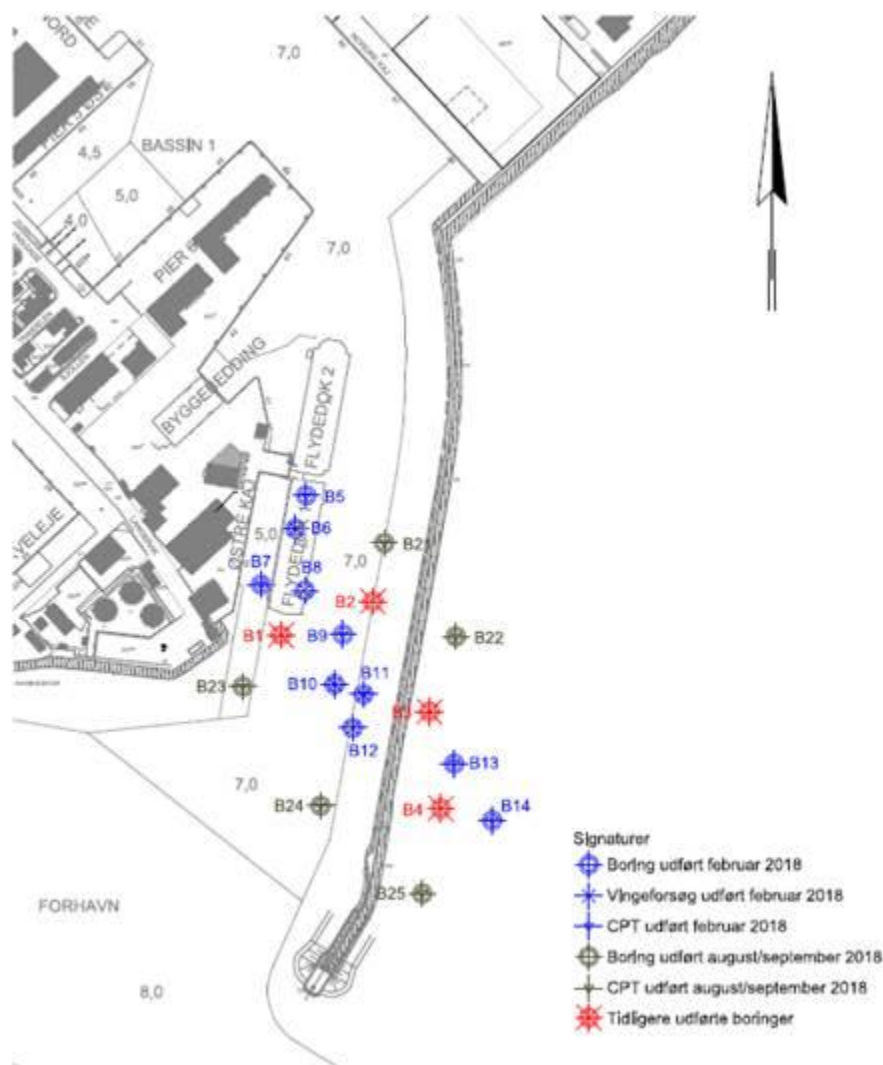 NORD
7,0
NORDRE KAJ
4,5
BASSIN 1
5,0
4,0
7,0
PIER
BYGGEBEDDING
FLYDEDOK 2
B5
ØSTRE KAJ
5,0
B6
B21
7,0
B7
B8
B2
B1
B9
B22
B11
B23
B10
B12
B13
7,0
B24
B4
B14
B25
FORHAVN
8,0
Signaturer
Boring udført februar 2018
Vingeforsøg udført februar 2018
CPT udført februar 2018
Boring udført august/september 2018
CPT udført august/september 2018
Tidligere udførte boringer